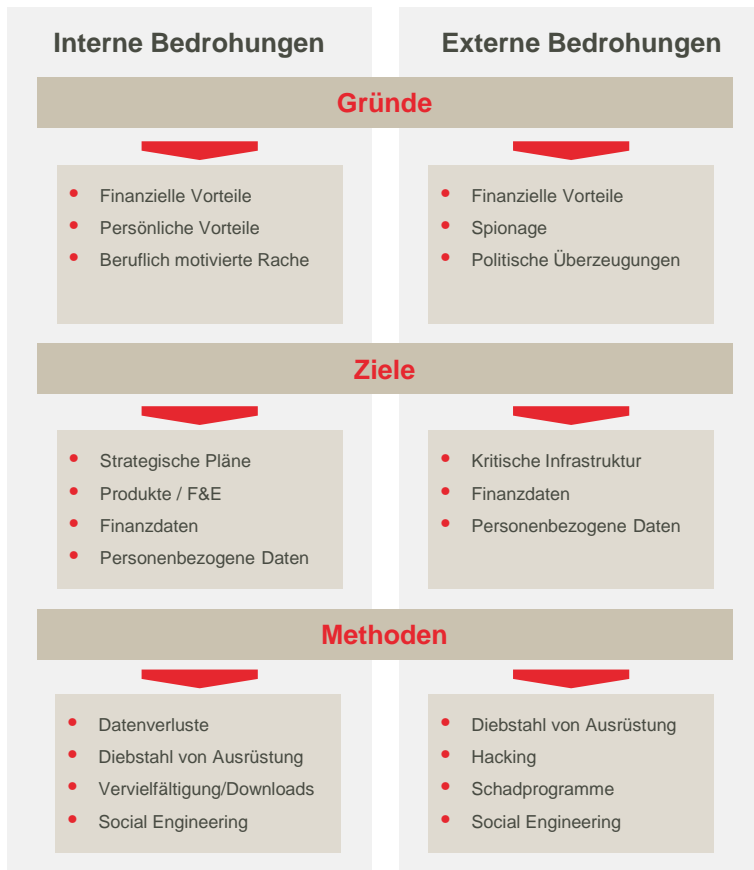 Interne Bedrohungen
Externe Bedrohungen
Gründe
• Finanzielle Vorteile
• Persönliche Vorteile
• Beruflich motivierte Rache
• Finanzielle Vorteile
• Spionage
• Politische Überzeugungen
Ziele
• Strategische Pläne
• Produkte / F&E
• Finanzdaten
• Personenbezogene Daten
• Kritische Infrastruktur
• Finanzdaten
• Personenbezogene Daten
Methoden
• Datenverluste
• Diebstahl von Ausrüstung
• Vervielfältigung/Downloads
• Social Engineering
• Diebstahl von Ausrüstung
• Hacking
• Schadprogramme
• Social Engineering